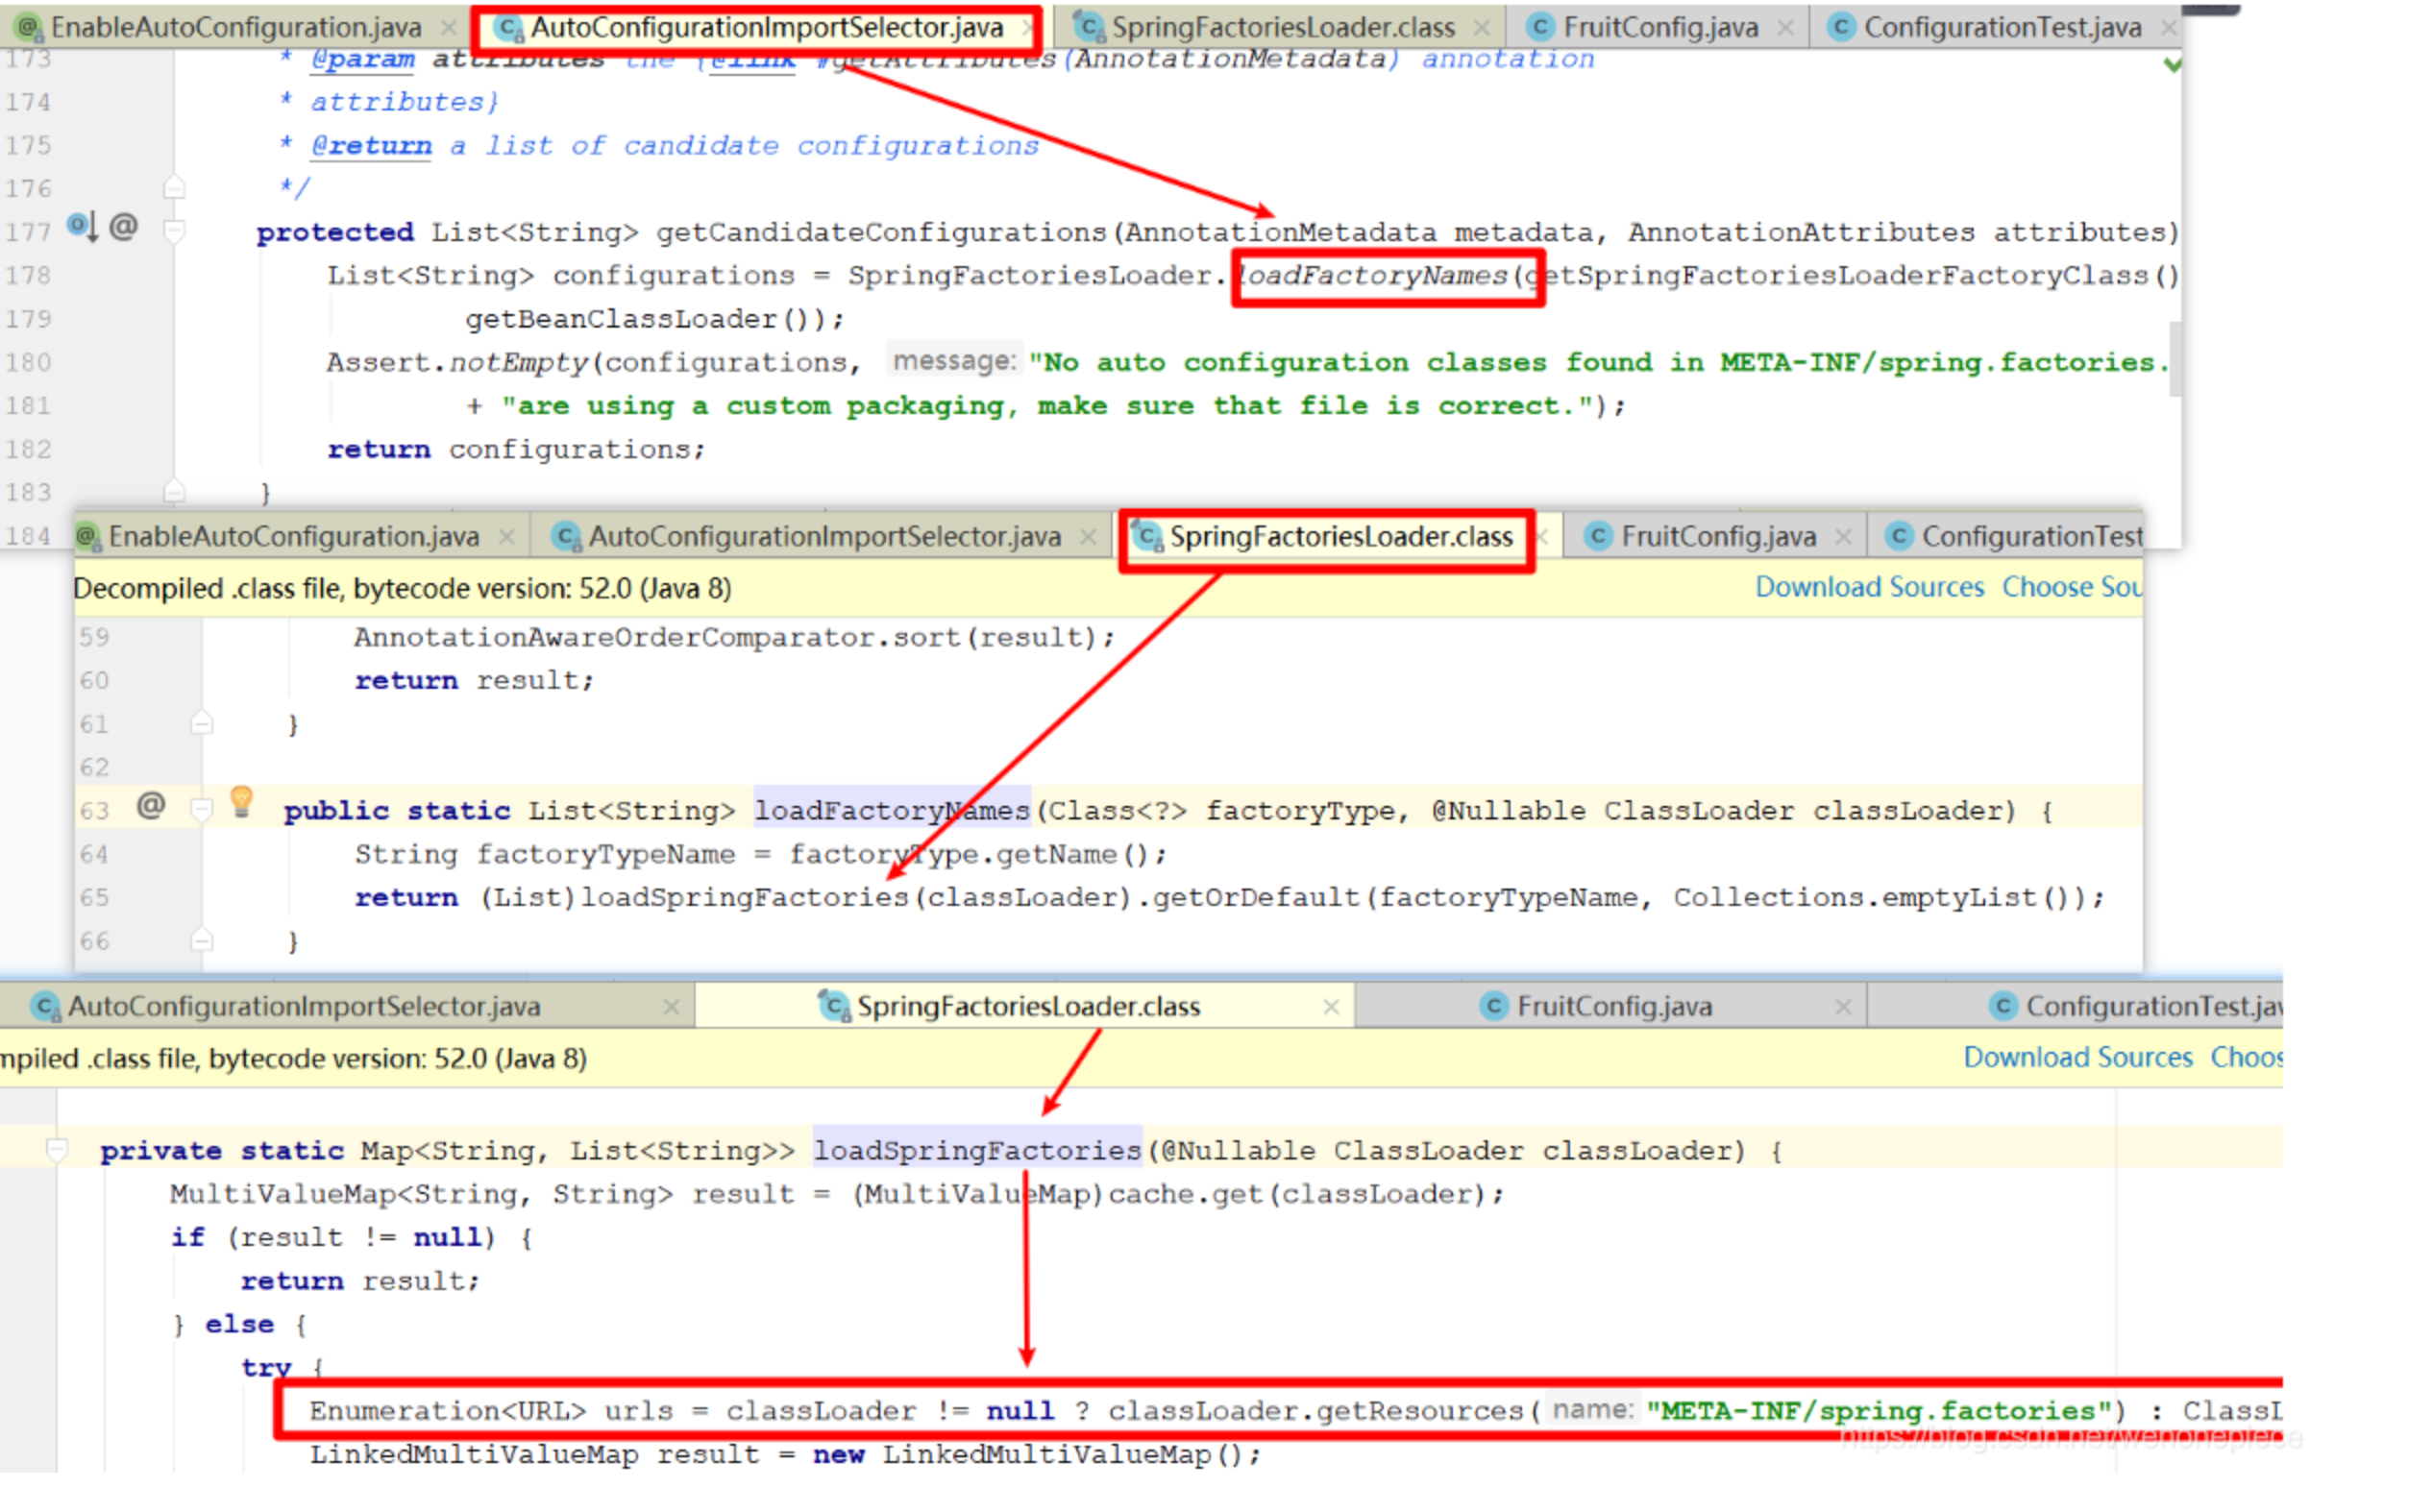 EnableAutoConfiguration.java AutoConfigurationImportSelector.java SpringFactoriesLoader.class FruitConfig.java ConfigurationTest.java
173 * @param attributes the {@link #getAttributes(AnnotationMetadata) annotation
174 * attributes}
175 * @return a list of candidate configurations
176 */
177 protected List<String> getCandidateConfigurations(AnnotationMetadata metadata, AnnotationAttributes attributes)
178 List<String> configurations = SpringFactoriesLoader.loadFactoryNames(getSpringFactoriesLoaderFactoryClass()
179 getBeanClassLoader());
180 Assert.notEmpty(configurations, message: "No auto configuration classes found in META-INF/spring.factories.
181 + "are using a custom packaging, make sure that file is correct.");
182 return configurations;
183 }
184
EnableAutoConfiguration.java AutoConfigurationImportSelector.java SpringFactoriesLoader.class FruitConfig.java ConfigurationTest
Decompiled .class file, bytecode version: 52.0 (Java 8) Download Sources Choose Sou
59 AnnotationAwareOrderComparator.sort(result);
60 return result;
61 }
62
63 public static List<String> loadFactoryNames(Class<?> factoryType, @Nullable ClassLoader classLoader) {
64 String factoryTypeName = factoryType.getName();
65 return (List)loadSpringFactories(classLoader).getOrDefault(factoryTypeName, Collections.emptyList());
66 }
AutoConfigurationImportSelector.java SpringFactoriesLoader.class FruitConfig.java ConfigurationTest.jav
mpiled .class file, bytecode version: 52.0 (Java 8) Download Sources Choos
private static Map<String, List<String>> loadSpringFactories(@Nullable ClassLoader classLoader) {
MultiValueMap<String, String> result = (MultiValueMap)cache.get(classLoader);
if (result != null) {
return result;
} else {
try {
Enumeration<URL> urls = classLoader != null ? classLoader.getResources( name: "META-INF/spring.factories") : ClassL
LinkedMultiValueMap result = new LinkedMultiValueMap();
https://blog.csdn.net/wenonepiece